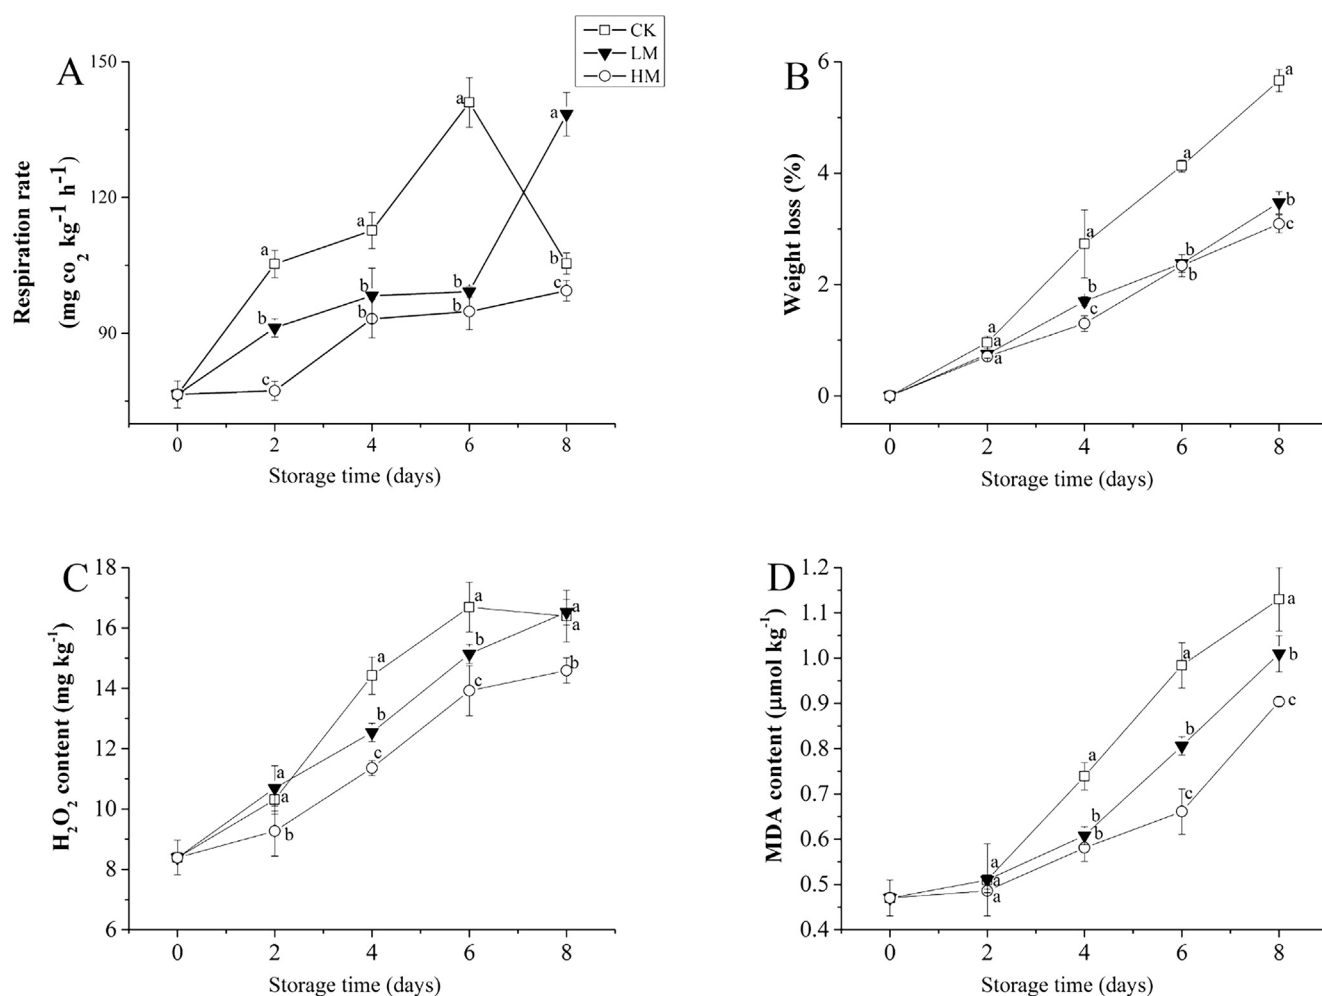 CK
LM
HM
A
150
120
90
Respiration rate
(mg co2 kg-1 h-1)
a
a
a
a
b
b
b
b
c
b
b
c
0 2 4 6 8
Storage time (days)
B
6
4
2
0
Weight loss (%)
a
a
a
a
a
b
b
b
a
c
b
c
0 2 4 6 8
Storage time (days)
C
18
16
14
12
10
8
6
H2O2 content (mg kg-1)
a
a
a
a
a
b
b
a
b
c
c
b
0 2 4 6 8
Storage time (days)
D
1.2
1.1
1.0
0.9
0.8
0.7
0.6
0.5
0.4
MDA content (μmol kg-1)
a
a
a
a
a
b
b
b
a
b
c
c
0 2 4 6 8
Storage time (days)